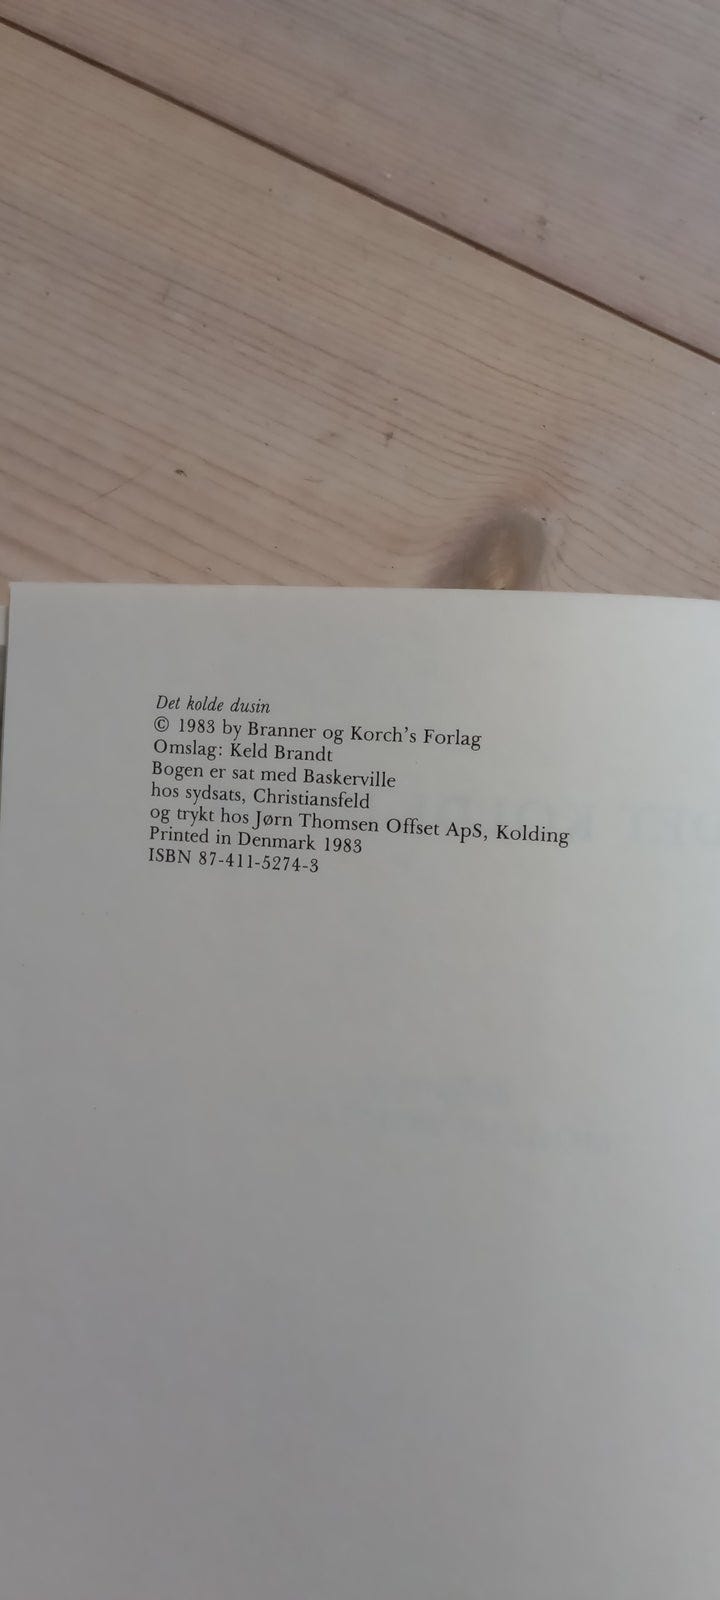 Det kolde dusin
© 1983 by Branner og Korch's Forlag
Omslag: Keld Brandt
Bogen er sat med Baskerville
hos sydsats, Christiansfeld
og trykt hos Jørn Thomsen Offset ApS, Kolding
Printed in Denmark 1983
ISBN 87-411-5274-3